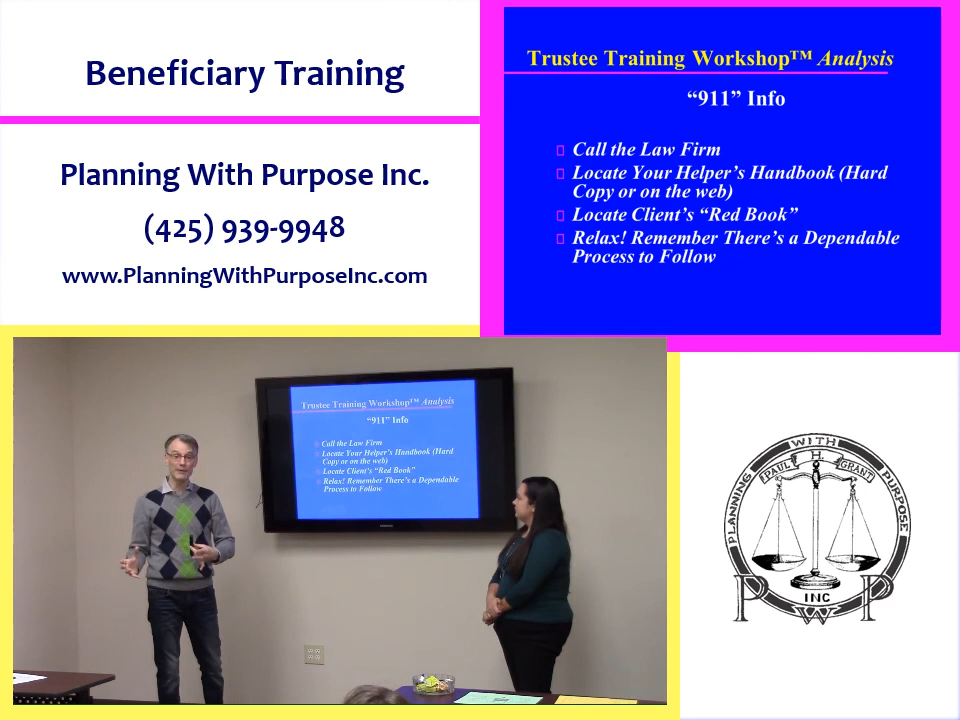 Beneficiary Training
Planning With Purpose Inc.
(425) 939-9948
www.PlanningWithPurposeInc.com
Trustee Training Workshop™ Analysis
“911” Info
Call the Law Firm
Locate Your Helper’s Handbook (Hard
Copy or on the web)
Locate Client’s “Red Book”
Relax! Remember There’s a Dependable
Process to Follow
Trustee Training Workshop™ Analysis
“911” Info
Call the Law Firm
Locate Your Helper’s Handbook (Hard
Copy or on the web)
Locate Client’s “Red Book”
Relax! Remember There’s a Dependable
Process to Follow
SAMSUNG
PLANNING WITH PURPOSE
PAUL H. GRANT
INC
PWP